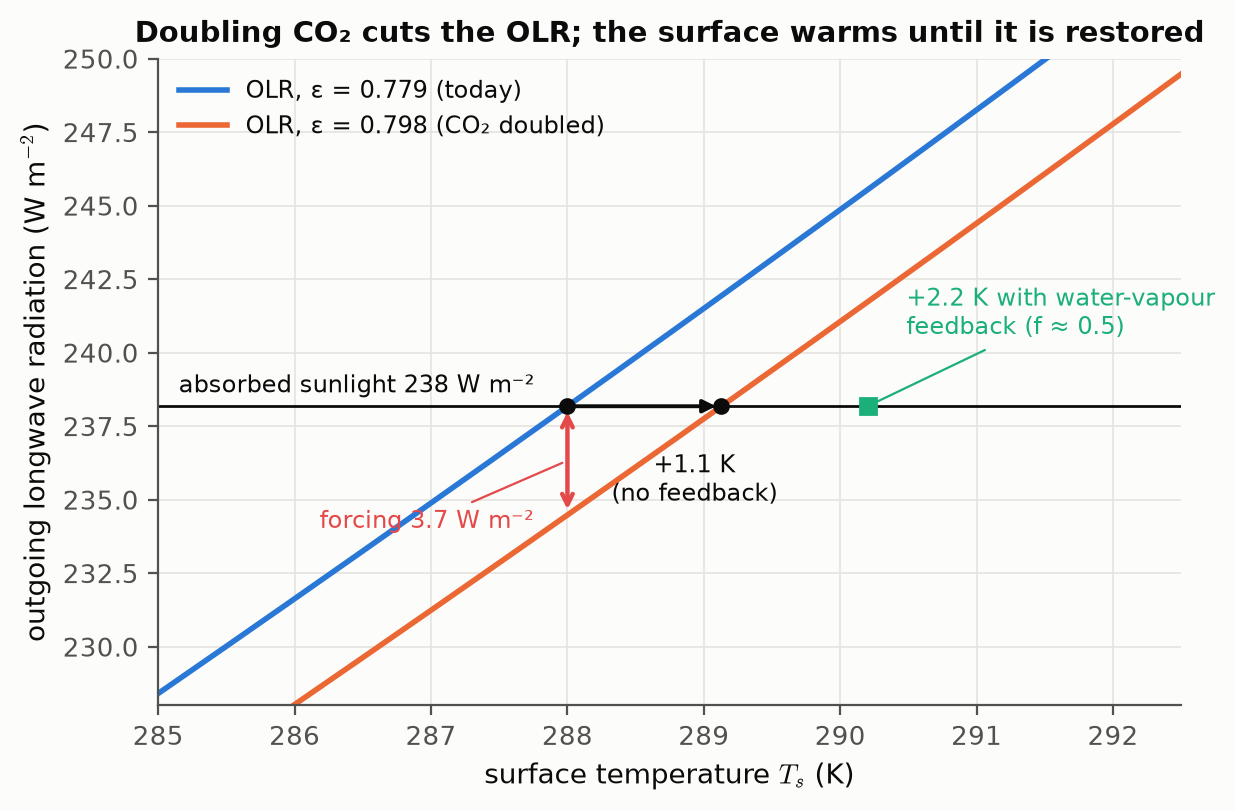 Doubling CO₂ cuts the OLR; the surface warms until it is restored
OLR, ε = 0.779 (today)
OLR, ε = 0.798 (CO₂ doubled)
outgoing longwave radiation (W m⁻²)
250.0
247.5
245.0
242.5
240.0
237.5
235.0
232.5
230.0
+2.2 K with water-vapour
feedback (f ≈ 0.5)
absorbed sunlight 238 W m⁻²
+1.1 K
(no feedback)
forcing 3.7 W m⁻²
285 286 287 288 289 290 291 292
surface temperature Tₛ (K)